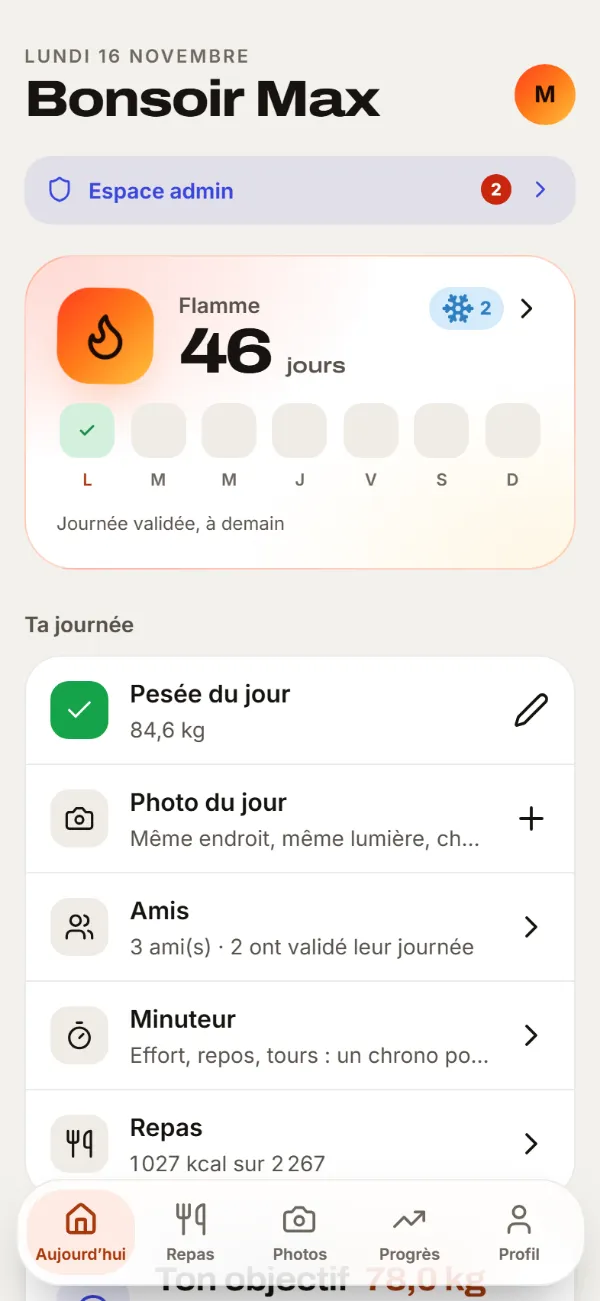 LUNDI 16 NOVEMBRE
Bonsoir Max
M
Espace admin
2
Flamme
2
46 jours
L M M J V S D
Journée validée, à demain
Ta journée
Pesée du jour
84,6 kg
Photo du jour
Même endroit, même lumière, ch...
Amis
3 ami(s) · 2 ont validé leur journée
Minuteur
Effort, repos, tours : un chrono po...
Repas
1 027 kcal sur 2 267
Aujourd'hui
Repas
Photos
Progrès
Profil
Ton objectif 78,0 kg